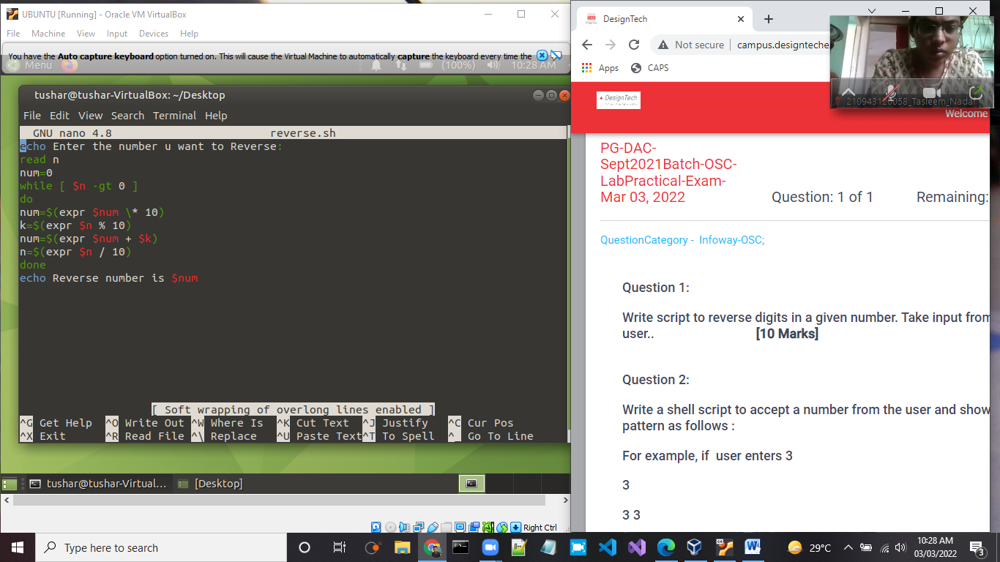 UBUNTU [Running] - Oracle VM VirtualBox
File Machine View Input Devices Help
You have the Auto capture keyboard option turned on. This will cause the Virtual Machine to automatically capture the keyboard every time the
Menu (100%) 10:28 AM
tushar@tushar-VirtualBox: ~/Desktop
File Edit View Search Terminal Help
GNU nano 4.8 reverse.sh
echo Enter the number u want to Reverse:
read n
num=0
while [ $n -gt 0 ]
do
num=$(expr $num \* 10)
k=$(expr $n % 10)
num=$(expr $num + $k)
n=$(expr $n / 10)
done
echo Reverse number is $num
[ Soft wrapping of overlong lines enabled ]
^G Get Help ^O Write Out ^W Where Is ^K Cut Text ^J Justify ^C Cur Pos
^X Exit ^R Read File ^\ Replace ^U Paste Text ^T To Spell ^_ Go To Line
tushar@tushar-Virtual... [Desktop]
Right Ctrl
DesignTech
Not secure campus.designteche
Apps CAPS
210943120058_Tasleem_Nadaf
DesignTech
Welcome
PG-DAC-
Sept2021Batch-OSC-
LabPractical-Exam-
Mar 03, 2022 Question: 1 of 1 Remaining:
QuestionCategory - Infoway-OSC;
Question 1:
Write script to reverse digits in a given number. Take input from
user.. [10 Marks]
Question 2:
Write a shell script to accept a number from the user and show
pattern as follows :
For example, if user enters 3
3
3 3
Type here to search
29°C
10:28 AM
03/03/2022
3